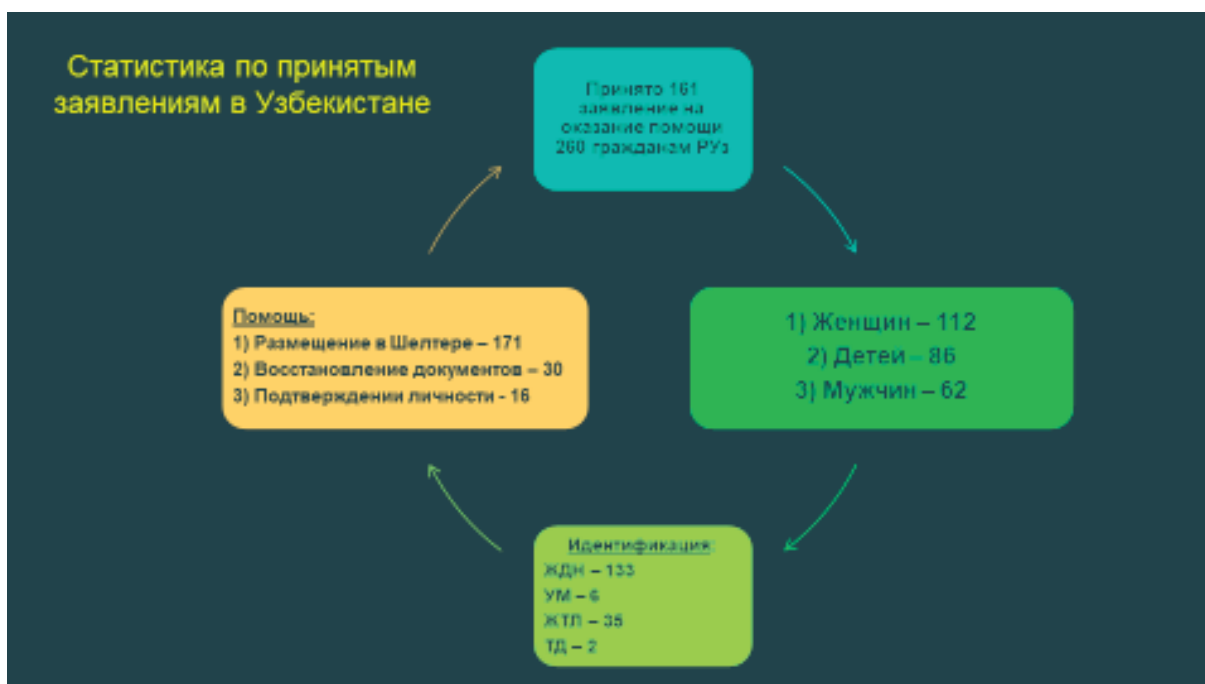 Статистика по принятым
заявлениям в Узбекистане
Принято 161
заявление на
оказание помощи
260 гражданам РУз
1) Женщин – 112
2) Детей – 86
3) Мужчин – 62
Идентификация:
ЖДН – 133
УМ – 6
ЖТЛ – 35
ТД – 2
Помощь:
1) Размещение в Шелтере – 171
2) Восстановление документов – 30
3) Подтверждении личности - 16